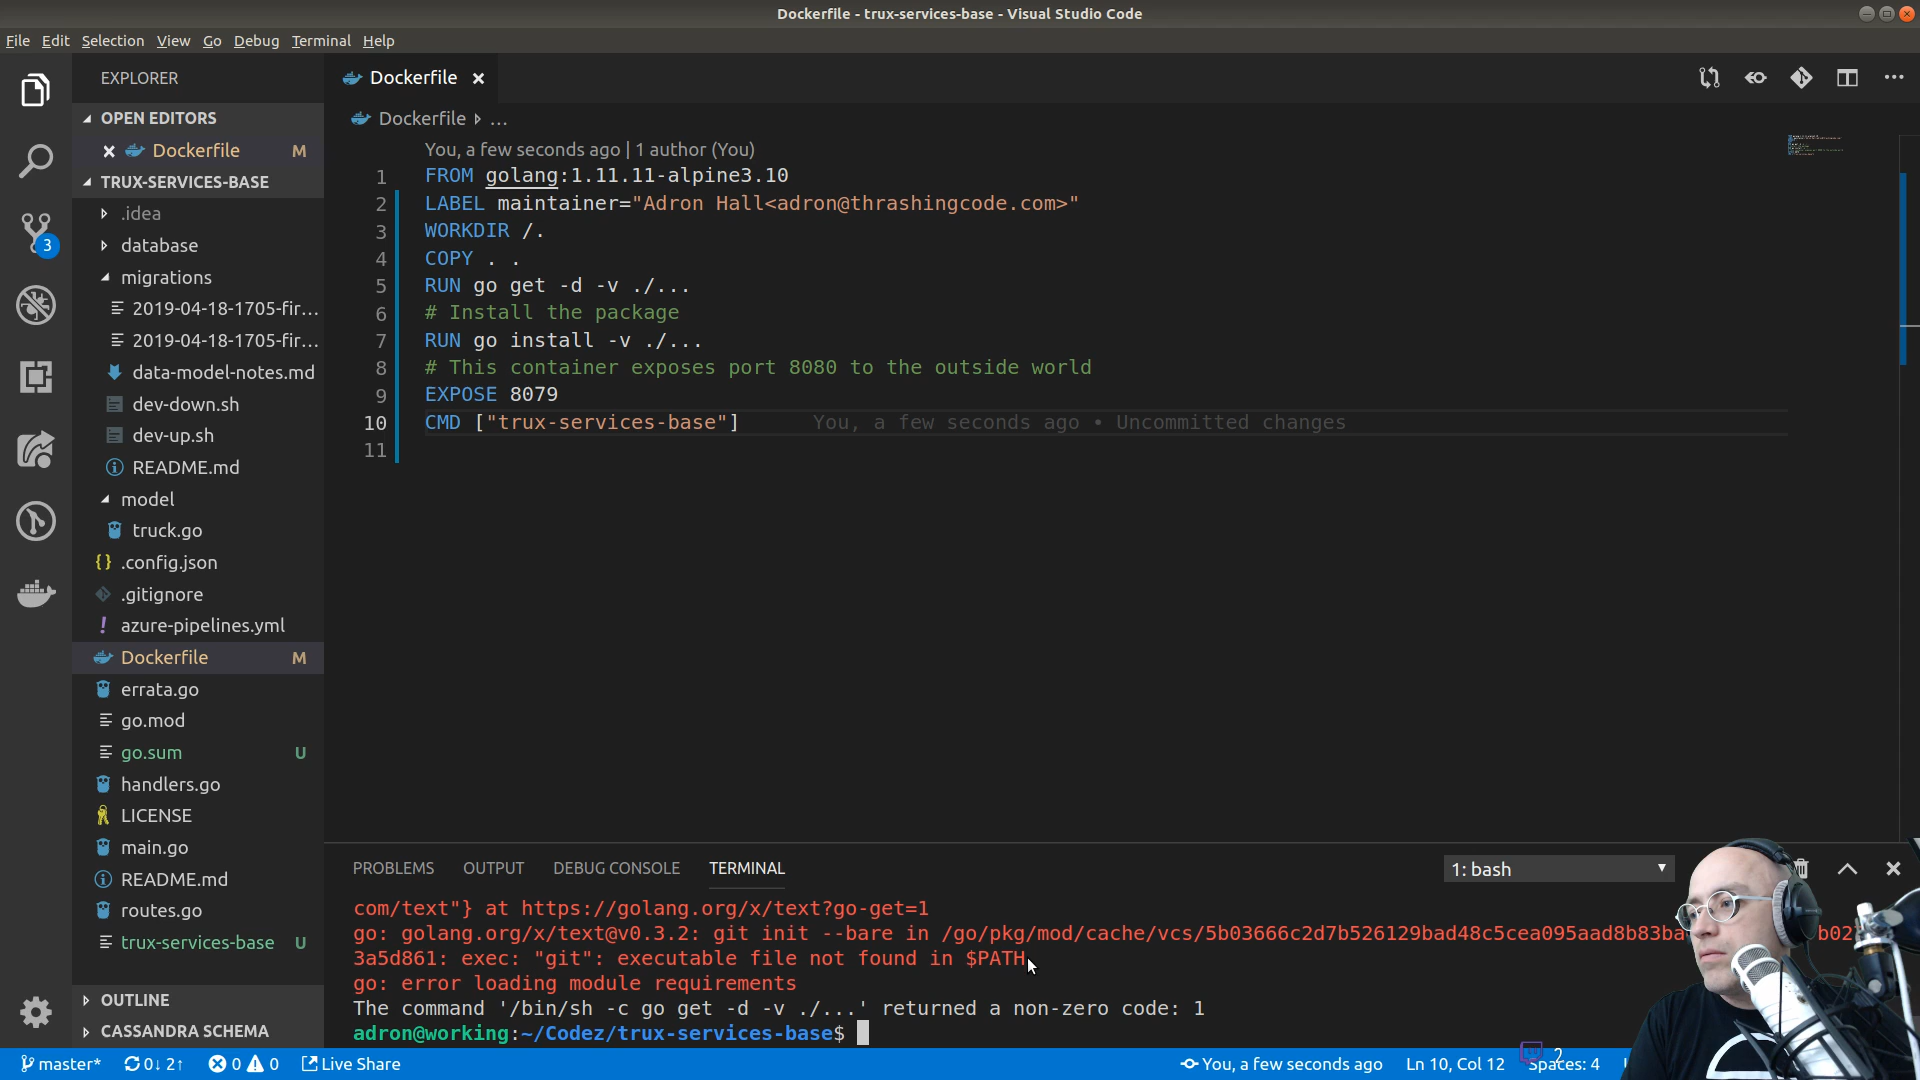 Dockerfile - trux-services-base - Visual Studio Code
File Edit Selection View Go Debug Terminal Help
EXPLORER
OPEN EDITORS
Dockerfile M
TRUX-SERVICES-BASE
.idea
database
migrations
2019-04-18-1705-fir...
2019-04-18-1705-fir...
data-model-notes.md
dev-down.sh
dev-up.sh
README.md
model
truck.go
.config.json
.gitignore
azure-pipelines.yml
Dockerfile M
errata.go
go.mod
go.sum U
handlers.go
LICENSE
main.go
README.md
routes.go
trux-services-base U
OUTLINE
CASSANDRA SCHEMA
3
Dockerfile
Dockerfile ...
You, a few seconds ago | 1 author (You)
1 FROM golang:1.11.11-alpine3.10
2 LABEL maintainer="Adron Hall<adron@thrashingcode.com>"
3 WORKDIR /.
4 COPY . .
5 RUN go get -d -v ./...
6 # Install the package
7 RUN go install -v ./...
8 # This container exposes port 8080 to the outside world
9 EXPOSE 8079
10 CMD ["trux-services-base"] You, a few seconds ago • Uncommitted changes
11
PROBLEMS OUTPUT DEBUG CONSOLE TERMINAL 1: bash
com/text"} at https://golang.org/x/text?go-get=1
go: golang.org/x/text@v0.3.2: git init --bare in /go/pkg/mod/cache/vcs/5b03666c2d7b526129bad48c5cea095aad8b83ba b02
3a5d861: exec: "git": executable file not found in $PATH
go: error loading module requirements
The command '/bin/sh -c go get -d -v ./...' returned a non-zero code: 1
adron@working:~/Codez/trux-services-base$
master* 0↓ 2↑ 0 0 Live Share You, a few seconds ago Ln 10, Col 12 Spaces: 4
2